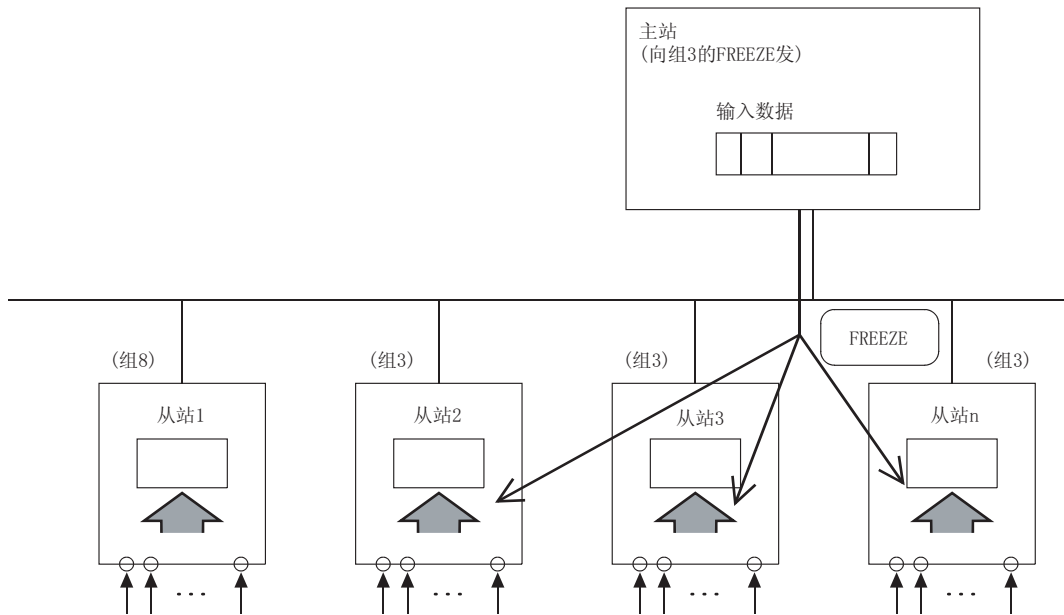 主站
(向组3的FREEZE发)
输入数据
FREEZE
(组8)
(组3)
(组3)
(组3)
从站1
从站2
从站3
从站n
...
...
...
...